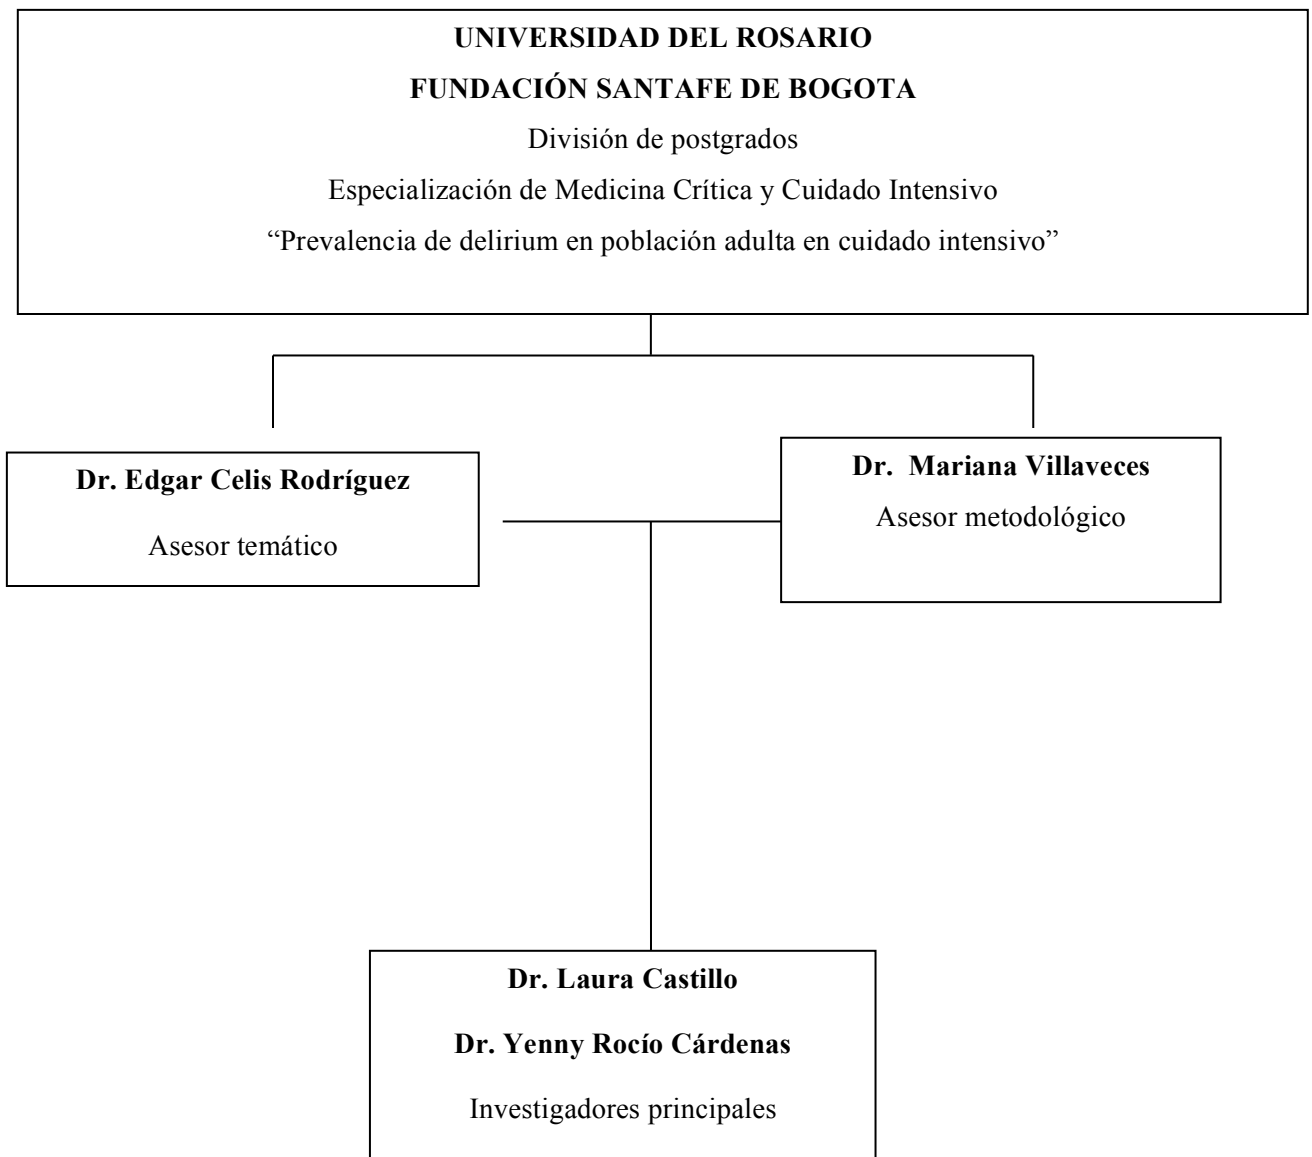 UNIVERSIDAD DEL ROSARIO
FUNDACIÓN SANTAFE DE BOGOTA
División de postgrados
Especialización de Medicina Crítica y Cuidado Intensivo
“Prevalencia de delirium en población adulta en cuidado intensivo”
Dr. Edgar Celis Rodríguez
Asesor temático
Dr. Mariana Villaveces
Asesor metodológico
Dr. Laura Castillo
Dr. Yenny Rocío Cárdenas
Investigadores principales